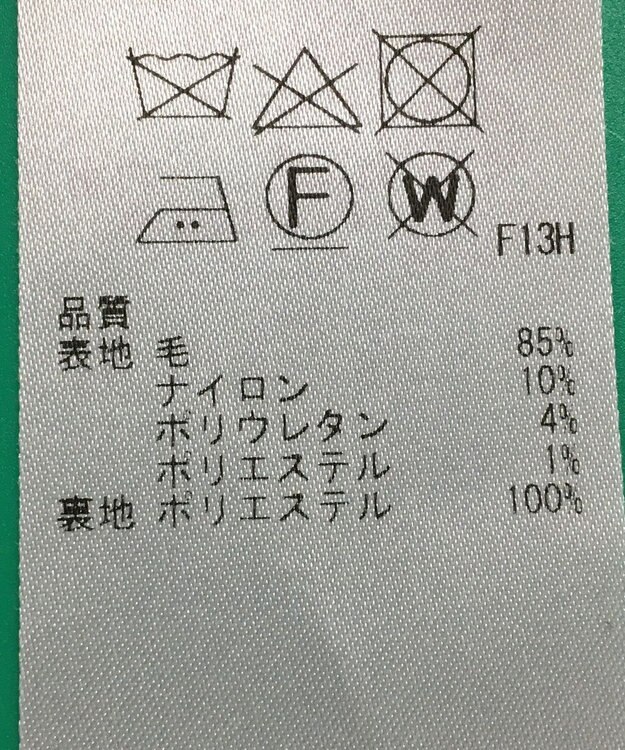 F W F13H
品質
表地 毛 85%
ナイロン 10%
ポリウレタン 4%
ポリエステル 1%
裏地 ポリエステル 100%